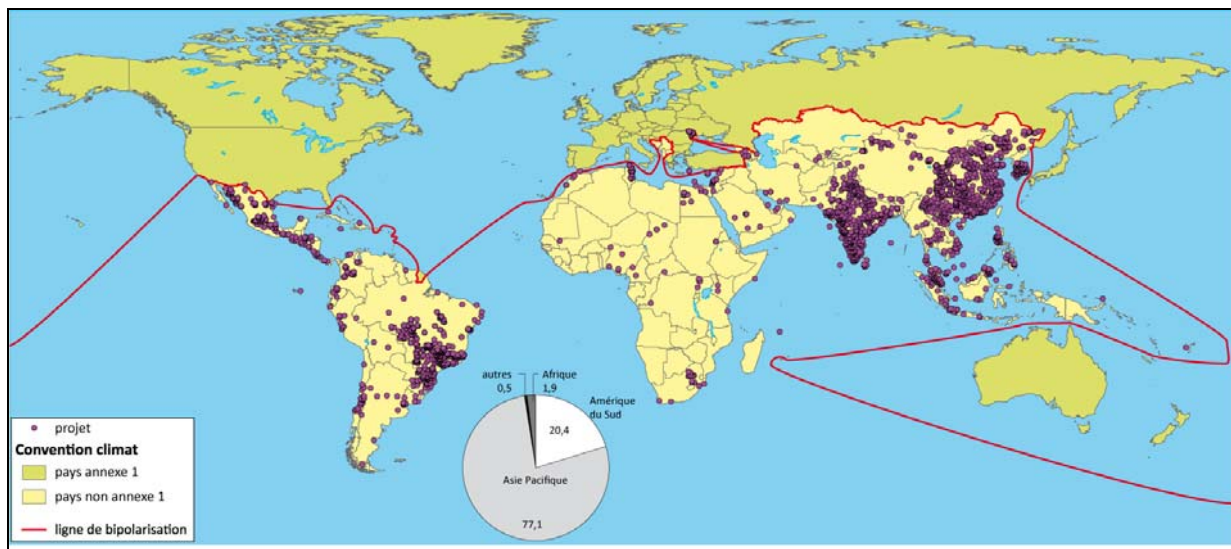 autres
0,5
Afrique
1,9
Amérique
du Sud
20,4
Asie Pacifique
77,1
projet
Convention climat
pays annexe 1
pays non annexe 1
ligne de bipolarisation